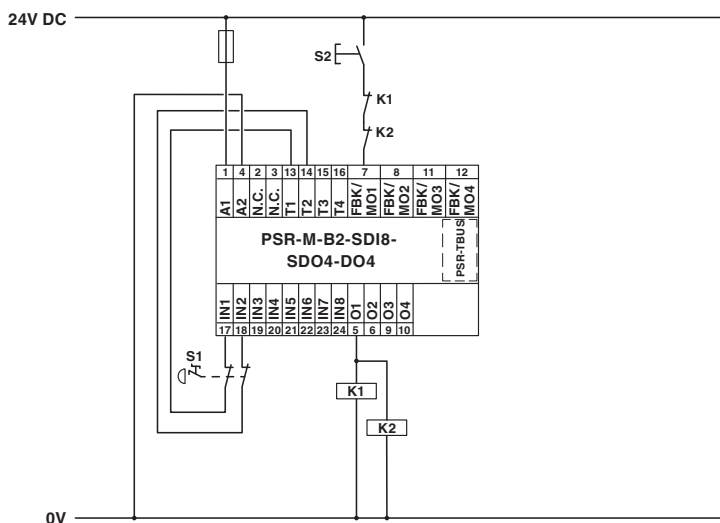 24V DC
S2
K1
K2
1 4 2 3 13 14 15 16 7 8 11 12
A1 A2 N.C. N.C. T1 T2 T3 T4 FBK/MO1 FBK/MO2 FBK/MO3 FBK/MO4
PSR-M-B2-SDI8-
SDO4-DO4
PSR-TBUS
IN1 IN2 IN3 IN4 IN5 IN6 IN7 IN8 O1 O2 O3 O4
17 18 19 20 21 22 23 24 5 6 9 10
S1
K1
K2
0V